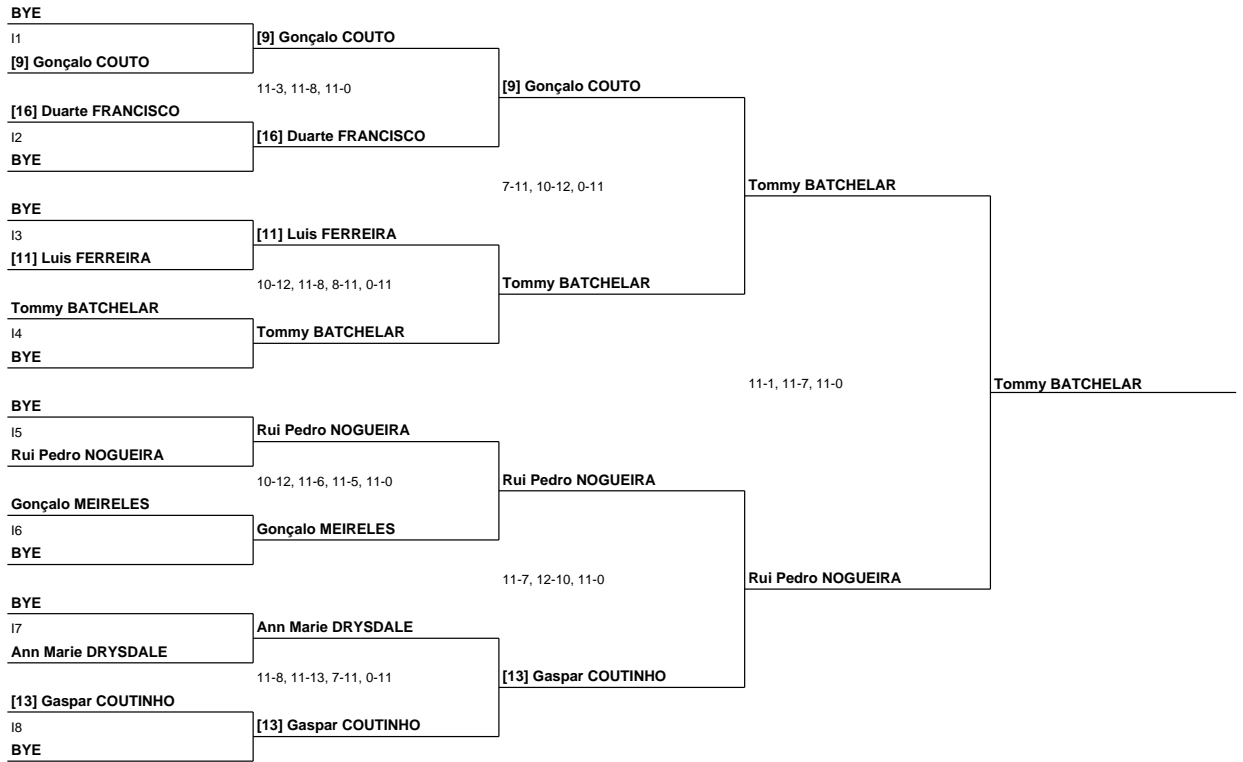 BYE
I1
[9] Gonçalo COUTO
[9] Gonçalo COUTO
11-3, 11-8, 11-0
[9] Gonçalo COUTO
[16] Duarte FRANCISCO
I2
[16] Duarte FRANCISCO
BYE
7-11, 10-12, 0-11
Tommy BATCHELAR
BYE
I3
[11] Luis FERREIRA
[11] Luis FERREIRA
10-12, 11-8, 8-11, 0-11
Tommy BATCHELAR
Tommy BATCHELAR
I4
Tommy BATCHELAR
BYE
11-1, 11-7, 11-0
Tommy BATCHELAR
BYE
I5
Rui Pedro NOGUEIRA
Rui Pedro NOGUEIRA
10-12, 11-6, 11-5, 11-0
Rui Pedro NOGUEIRA
Gonçalo MEIRELES
I6
Gonçalo MEIRELES
BYE
11-7, 12-10, 11-0
Rui Pedro NOGUEIRA
BYE
I7
Ann Marie DRYSDALE
Ann Marie DRYSDALE
11-8, 11-13, 7-11, 0-11
[13] Gaspar COUTINHO
[13] Gaspar COUTINHO
I8
[13] Gaspar COUTINHO
BYE